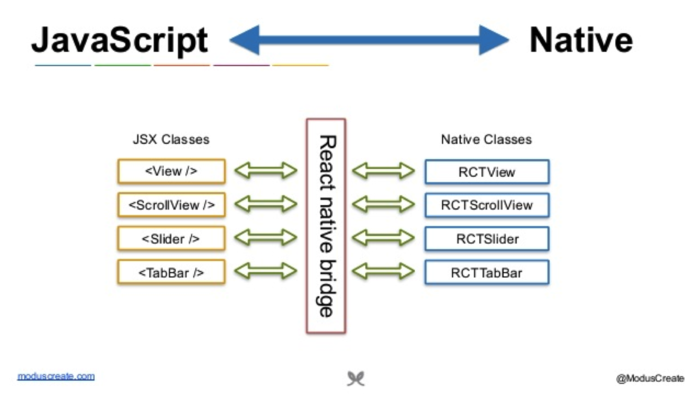 JavaScript
Native
JSX Classes
Native Classes
<View />
RCTView
<ScrollView />
RCTScrollView
<Slider />
RCTSlider
<TabBar />
RCTTabBar
React native bridge
moduscreate.com
@ModusCreate